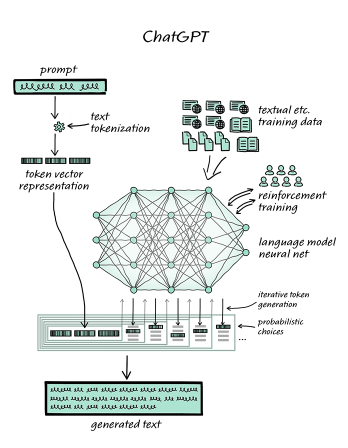 ChatGPT
prompt
text
tokenization
token vector
representation
textual etc.
training data
reinforcement
training
language model
neural net
iterative token
generation
probabilistic
choices
...
generated text